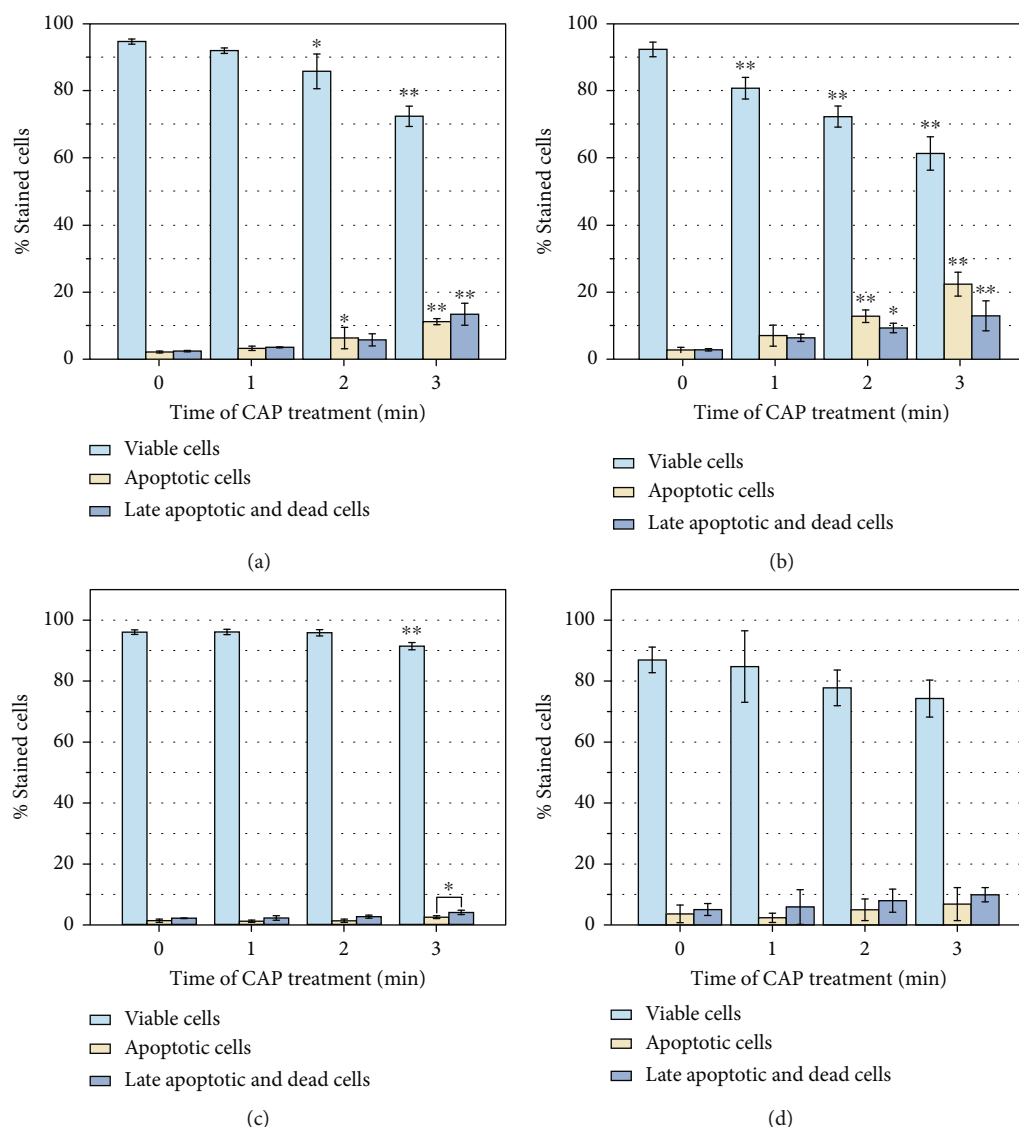 100
80
60
40
20
0
% Stained cells
*
**
*
**
**
0 1 2 3
Time of CAP treatment (min)
Viable cells
Apoptotic cells
Late apoptotic and dead cells
(a)
100
80
60
40
20
0
% Stained cells
**
**
**
**
*
**
**
0 1 2 3
Time of CAP treatment (min)
Viable cells
Apoptotic cells
Late apoptotic and dead cells
(b)
100
80
60
40
20
0
% Stained cells
**
*
0 1 2 3
Time of CAP treatment (min)
Viable cells
Apoptotic cells
Late apoptotic and dead cells
(c)
100
80
60
40
20
0
% Stained cells
0 1 2 3
Time of CAP treatment (min)
Viable cells
Apoptotic cells
Late apoptotic and dead cells
(d)